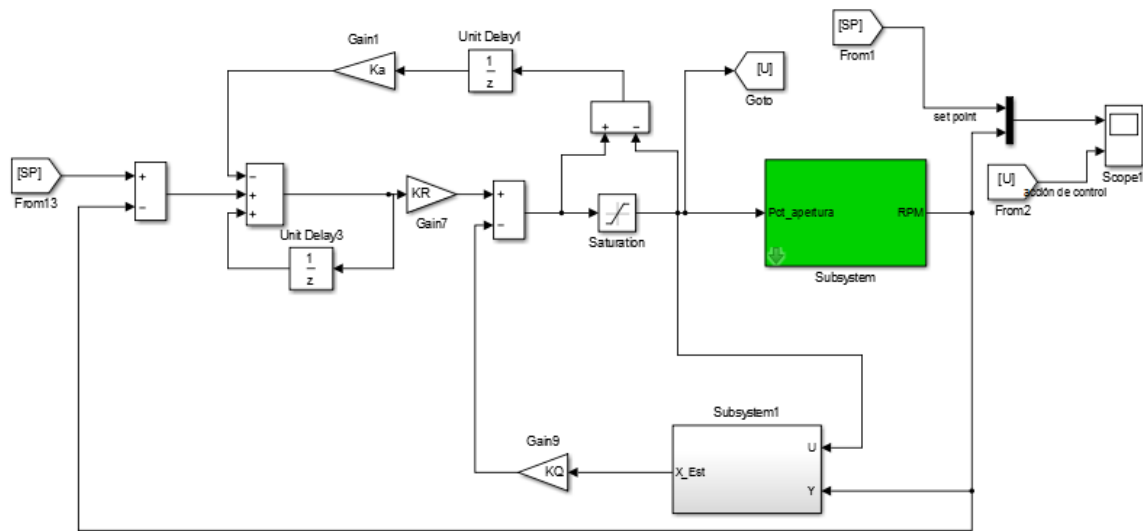 [SP]
From1
Gain1
Ka
Unit Delay1
1
z
[U]
Goto
+ −
set point
[SP]
From13
+
−
−
+
+
KR
Gain7
+
−
Saturation
Pct_apertura
RPM
Subsystem
[U]
From2
acción de control
Scope1
Unit Delay3
1
z
Subsystem1
Gain9
KQ
X_Est
U
Y